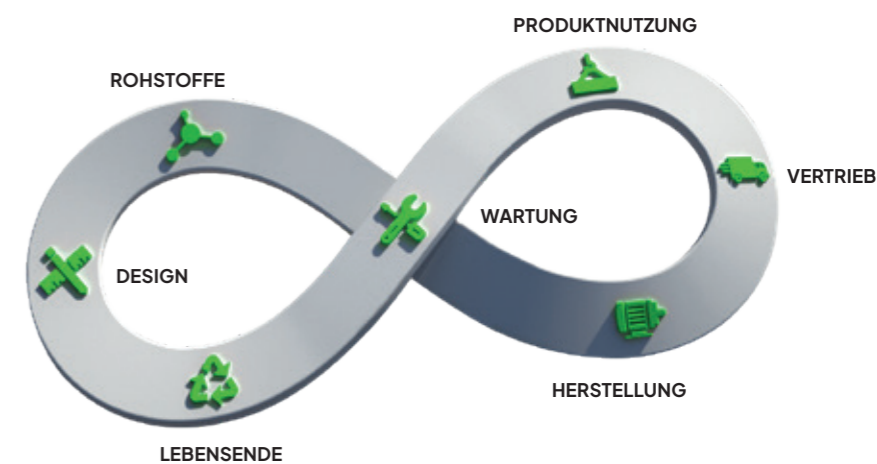 PRODUKTNUTZUNG
ROHSTOFFE
VERTRIEB
WARTUNG
DESIGN
HERSTELLUNG
LEBENSENDE